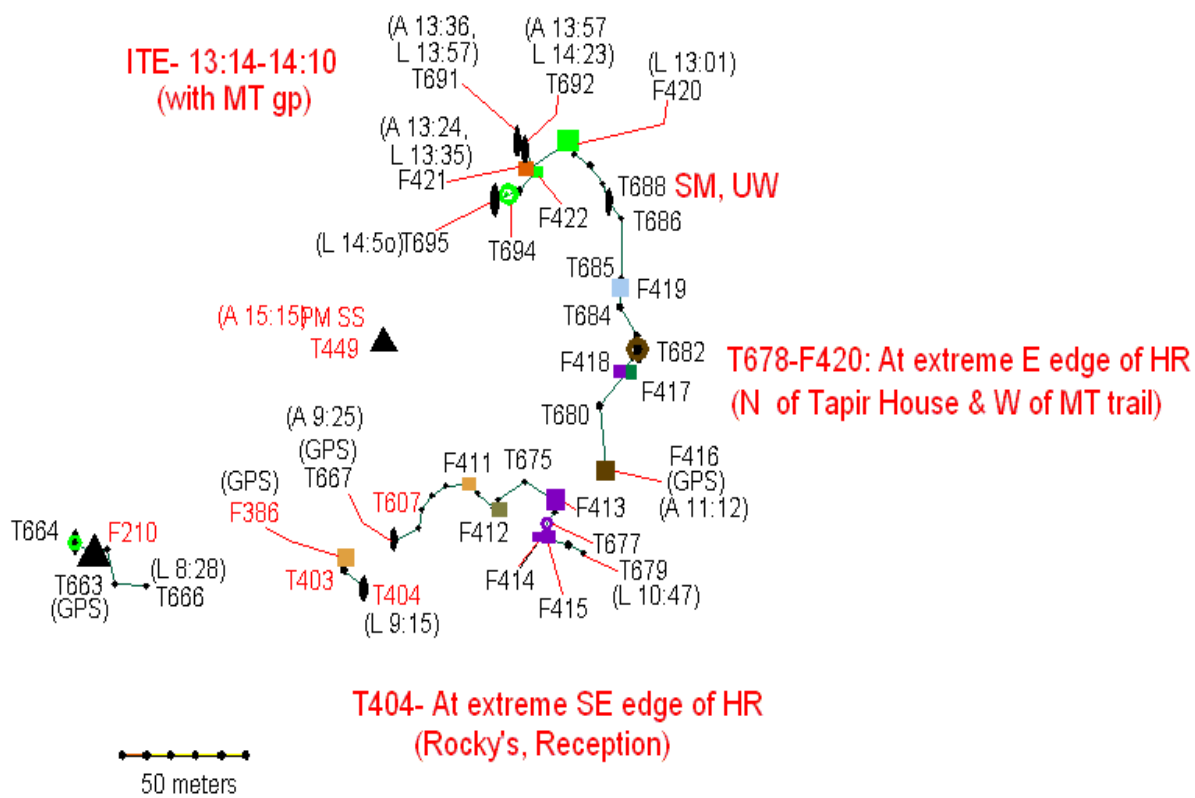 ITE- 13:14-14:10
(with MT gp)
(A 13:36,
L 13:57)
T691
(A 13:57
L 14:23)
T692
(L 13:01)
F420
(A 13:24,
L 13:35)
F421
T688
SM, UW
F422
T686
(L 14:5o)
T695
T694
T685
F419
(A 15:15)
PM SS
T449
T684
T682
F418
F417
T678-F420: At extreme E edge of HR
(N of Tapir House & W of MT trail)
T680
(A 9:25)
(GPS)
T667
F411
T675
F416
(GPS)
(A 11:12)
(GPS)
F386
T607
F413
F412
T664
F210
T677
T663
(GPS)
(L 8:28)
T666
T403
T404
(L 9:15)
F414
F415
T679
(L 10:47)
T404- At extreme SE edge of HR
(Rocky's, Reception)
50 meters